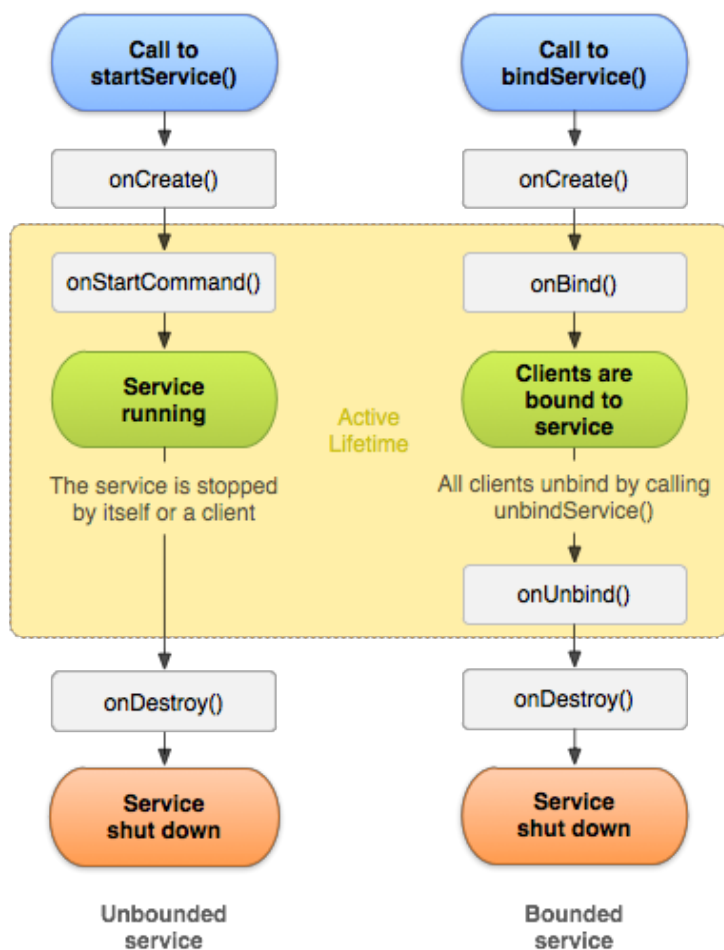 Call to
startService()
onCreate()
onStartCommand()
Service
running
The service is stopped
by itself or a client
onDestroy()
Service
shut down
Unbounded
service
Active
Lifetime
Call to
bindService()
onCreate()
onBind()
Clients are
bound to
service
All clients unbind by calling
unbindService()
onUnbind()
onDestroy()
Service
shut down
Bounded
service